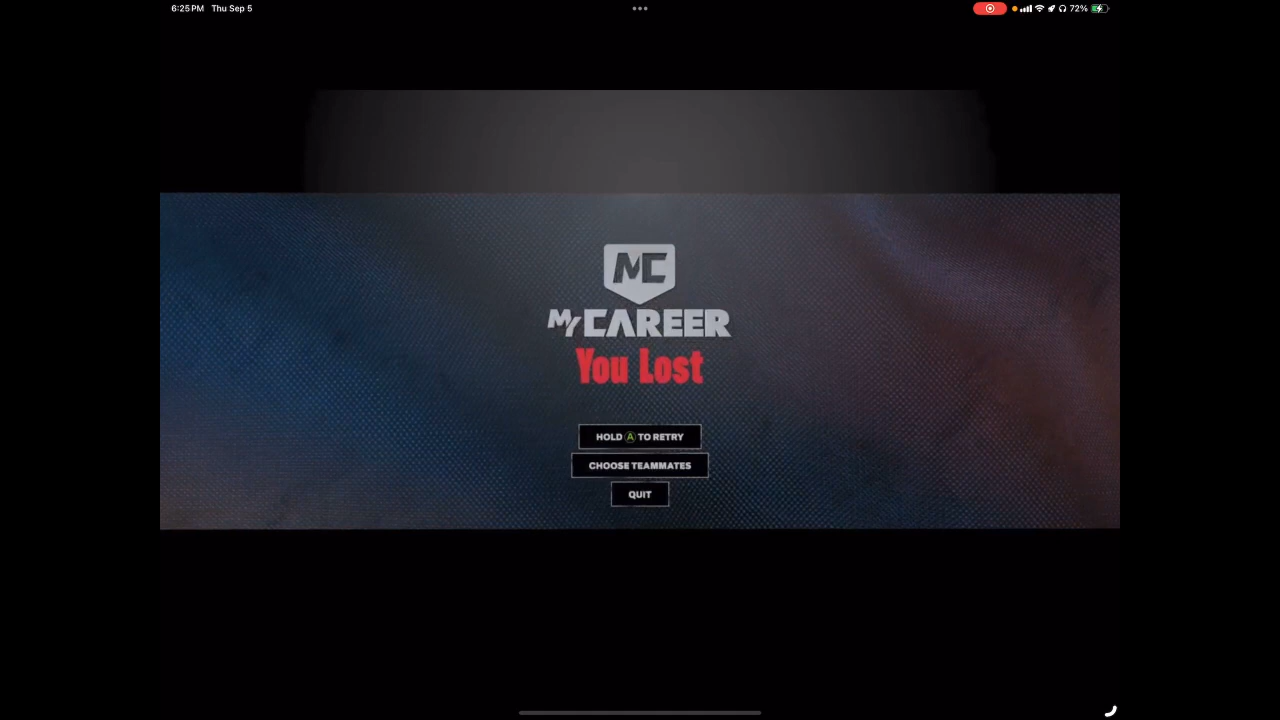 6:25 PM Thu Sep 5
72%
MC
MyCAREER
You Lost
HOLD A TO RETRY
CHOOSE TEAMMATES
QUIT